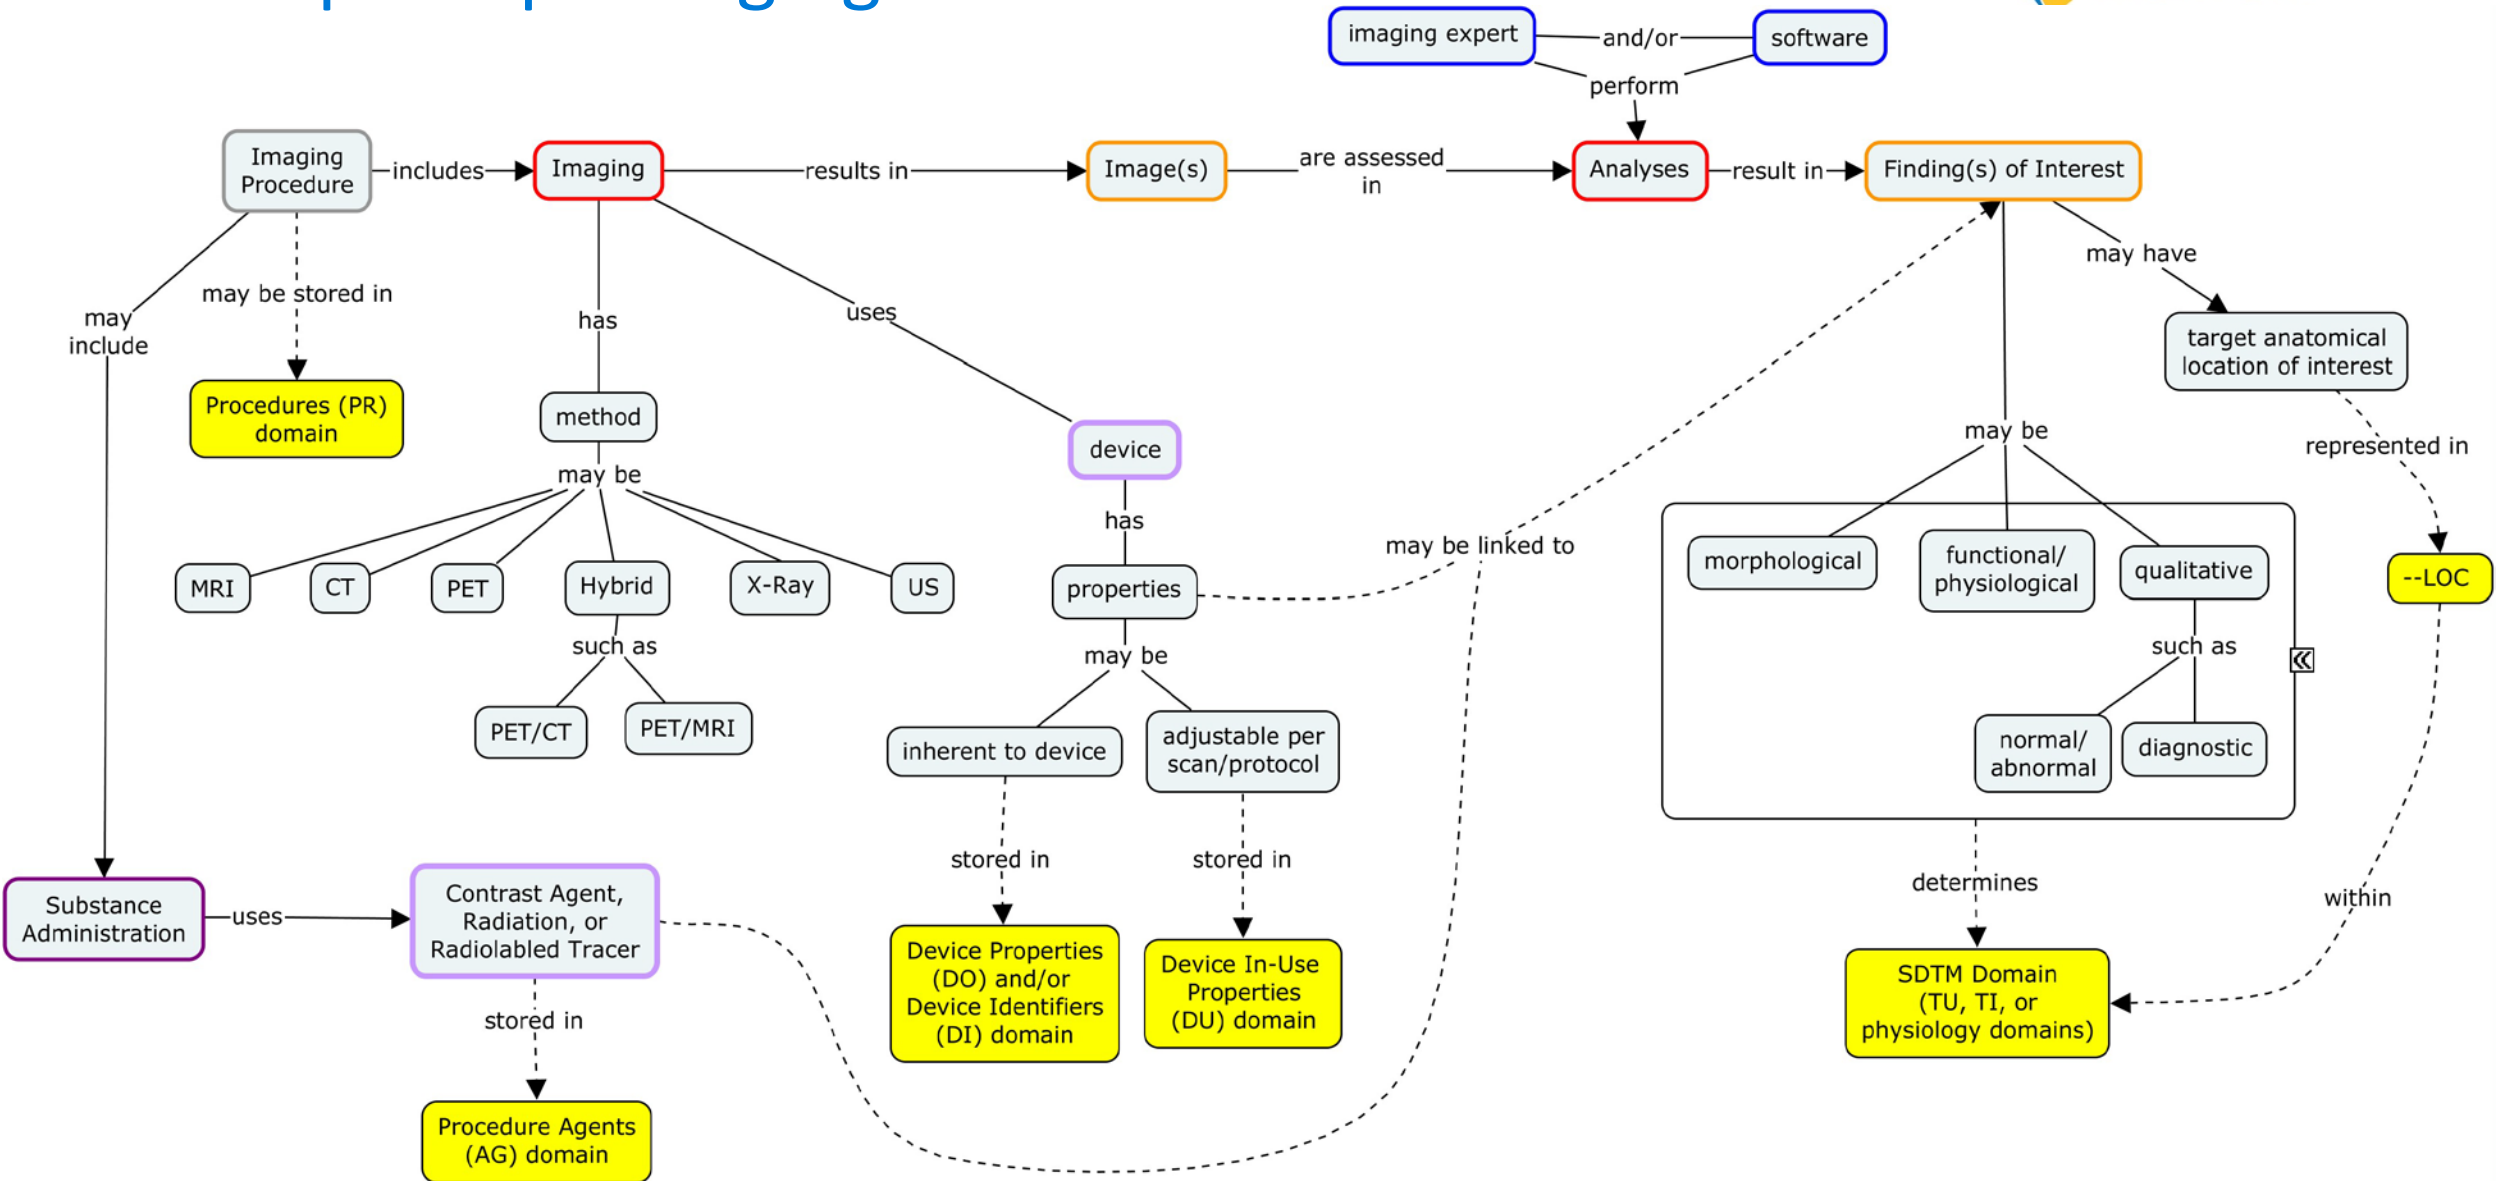 imaging expert
and/or
software
perform
Imaging
Procedure
includes
Imaging
results in
Image(s)
are assessed
in
Analyses
result in
Finding(s) of Interest
may have
may be stored in
may
include
has
uses
target anatomical
location of interest
Procedures (PR)
domain
method
device
may be
represented in
may be
has
may be linked to
morphological
functional/
physiological
qualitative
--LOC
MRI
CT
PET
Hybrid
X-Ray
US
properties
such as
may be
such as
PET/CT
PET/MRI
inherent to device
adjustable per
scan/protocol
normal/
abnormal
diagnostic
stored in
stored in
determines
within
Substance
Administration
uses
Contrast Agent,
Radiation, or
Radiolabled Tracer
Device Properties
(DO) and/or
Device Identifiers
(DI) domain
Device In-Use
Properties
(DU) domain
SDTM Domain
(TU, TI, or
physiology domains)
stored in
Procedure Agents
(AG) domain